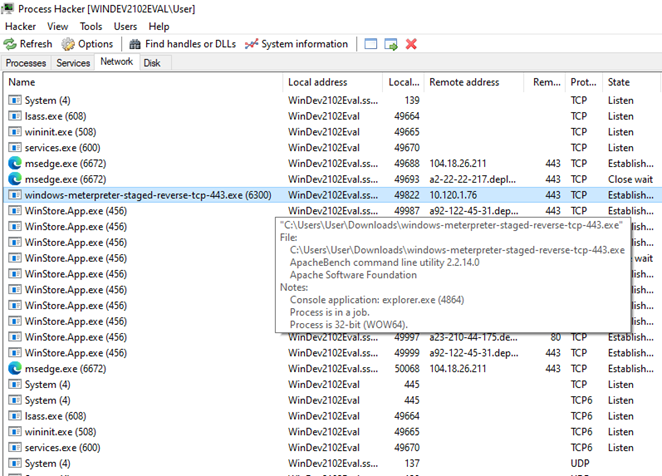 Process Hacker [WINDEV2102EVAL\User]
Hacker View Tools Users Help
Refresh Options Find handles or DLLs System information
Processes Services Network Disk
Name Local address Local... Remote address Rem... Prot... State
System (4) WinDev2102Eval.ss... 139 TCP Listen
lsass.exe (608) WinDev2102Eval 49664 TCP Listen
wininit.exe (508) WinDev2102Eval 49665 TCP Listen
services.exe (600) WinDev2102Eval 49670 TCP Listen
msedge.exe (6672) WinDev2102Eval.ss... 49688 104.18.26.211 443 TCP Establish...
msedge.exe (6672) WinDev2102Eval.ss... 49693 a2-22-22-217.depl... 443 TCP Close wait
windows-meterpreter-staged-reverse-tcp-443.exe (6300) WinDev2102Eval.ss... 49822 10.120.1.76 443 TCP Establish...
WinStore.App.exe (456) WinDev2102Eval.ss... 49987 a92-122-45-31.dep... 443 TCP Establish...
WinStore.App.exe (456) Establish...
WinStore.App.exe (456) Establish...
WinStore.App.exe (456) wait
WinStore.App.exe (456) Establish...
WinStore.App.exe (456) Establish...
WinStore.App.exe (456) Establish...
WinStore.App.exe (456) Establish...
"C:\Users\User\Downloads\windows-meterpreter-staged-reverse-tcp-443.exe"
File:
C:\Users\User\Downloads\windows-meterpreter-staged-reverse-tcp-443.exe
ApacheBench command line utility 2.2.14.0
Apache Software Foundation
Notes:
Console application: explorer.exe (4864)
Process is in a job.
Process is 32-bit (WOW64).
WinStore.App.exe (456) WinDev2102Eval.ss... 49997 a23-210-44-175.dep... 80 TCP Establish...
WinStore.App.exe (456) WinDev2102Eval.ss... 49999 a92-122-45-31.dep... 443 TCP Establish...
msedge.exe (6672) WinDev2102Eval.ss... 50068 104.18.26.211 443 TCP Establish...
System (4) WinDev2102Eval 445 TCP Listen
System (4) WinDev2102Eval 445 TCP6 Listen
lsass.exe (608) WinDev2102Eval 49664 TCP6 Listen
wininit.exe (508) WinDev2102Eval 49665 TCP6 Listen
services.exe (600) WinDev2102Eval 49670 TCP6 Listen
System (4) WinDev2102Eval.ss... 137 UDP